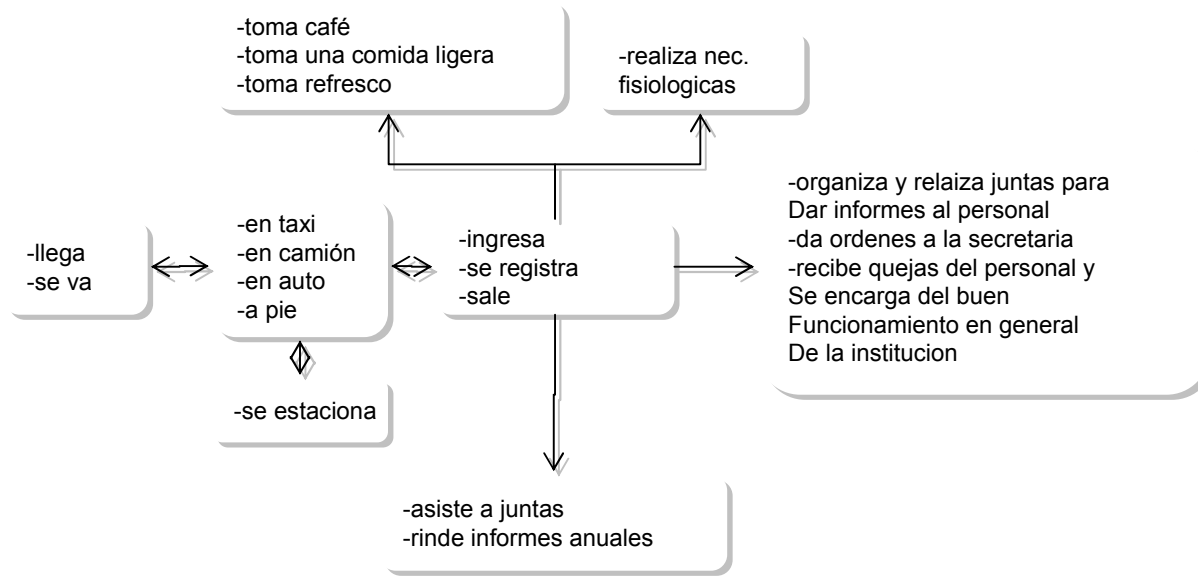 -toma café
-toma una comida ligera
-toma refresco
-realiza nec.
fisiologicas
-llega
-se va
-en taxi
-en camión
-en auto
-a pie
-ingresa
-se registra
-sale
-organiza y relaiza juntas para
Dar informes al personal
-da ordenes a la secretaria
-recibe quejas del personal y
Se encarga del buen
Funcionamiento en general
De la institucion
-se estaciona
-asiste a juntas
-rinde informes anuales